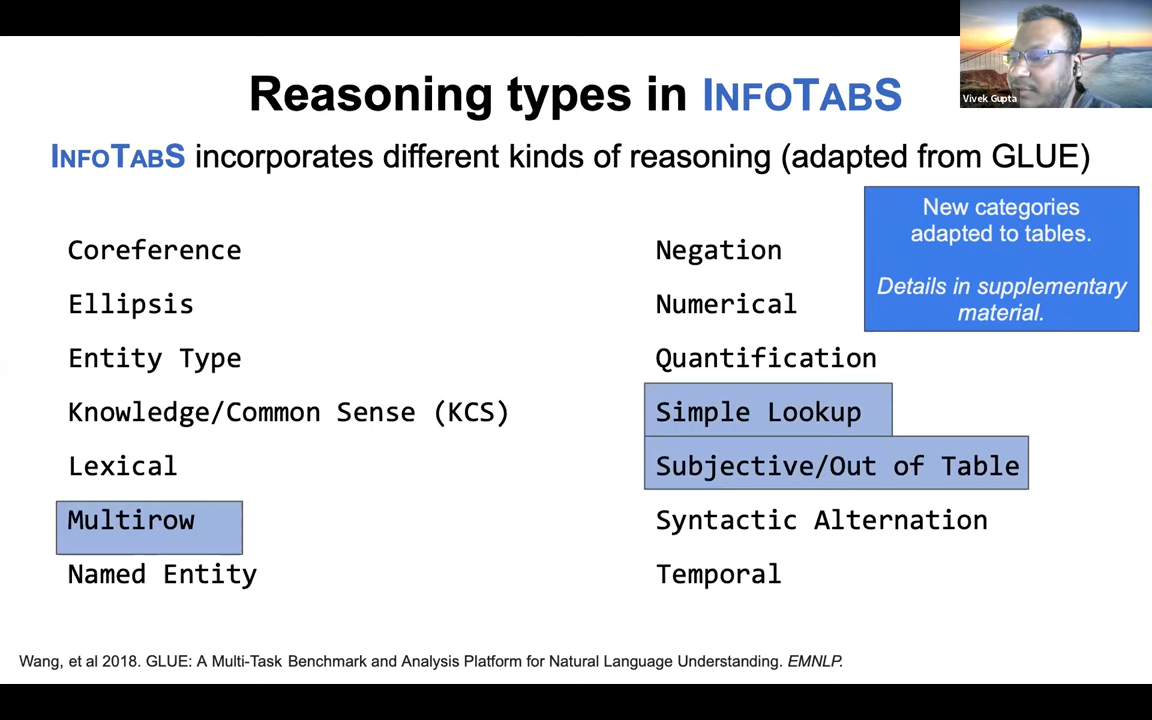 Reasoning types in INFOTABS
Vivek Gupta
INFOTABS incorporates different kinds of reasoning (adapted from GLUE)
New categories
adapted to tables.
Details in supplementary
material.
Coreference
Ellipsis
Entity Type
Knowledge/Common Sense (KCS)
Lexical
Multirow
Named Entity
Negation
Numerical
Quantification
Simple Lookup
Subjective/Out of Table
Syntactic Alternation
Temporal
Wang, et al 2018. GLUE: A Multi-Task Benchmark and Analysis Platform for Natural Language Understanding. EMNLP.